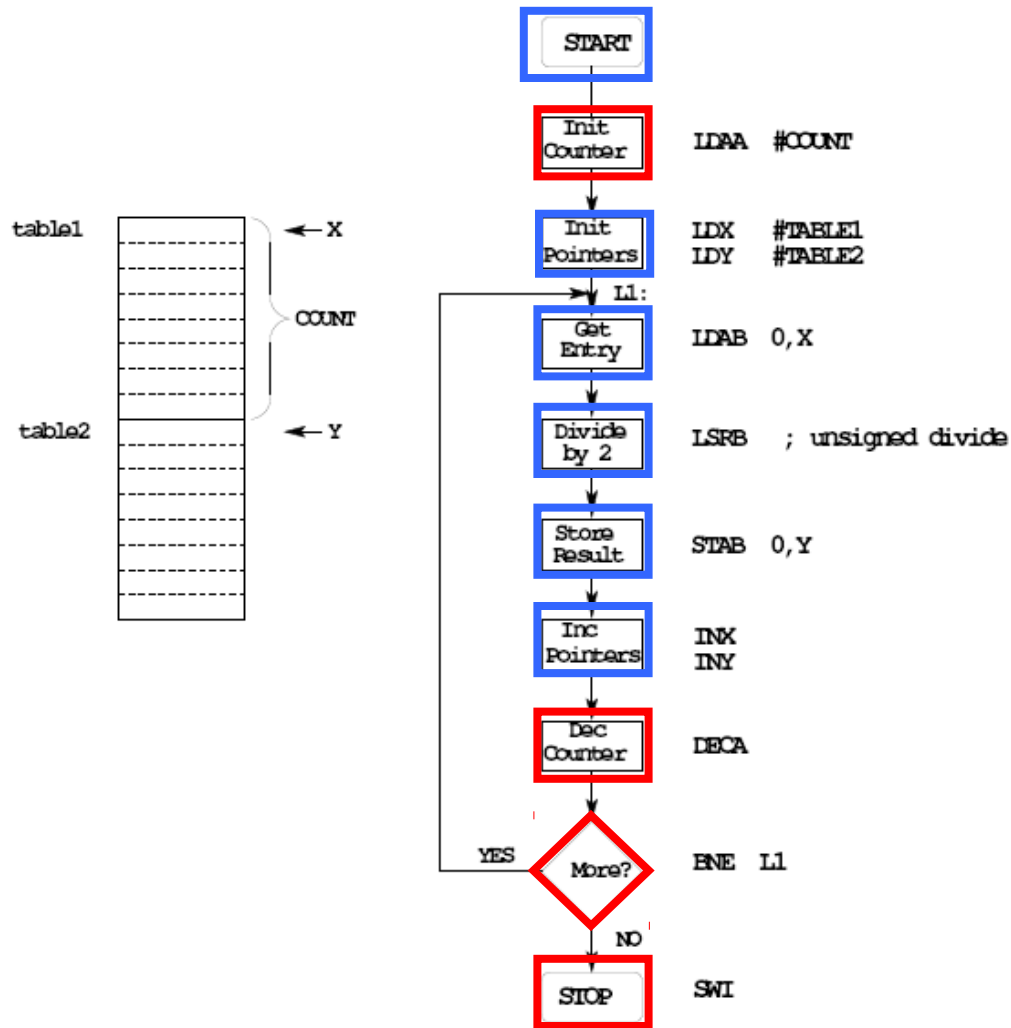 START
Init
Counter
LDAA #COUNT
table1
X
Init
Pointers
LDX #TABLE1
LDY #TABLE2
L1:
COUNT
Get
Entry
LDAB 0,X
table2
Y
Divide
by 2
LSRB ; unsigned divide
Store
Result
STAB 0,Y
Inc
Pointers
INX
INY
Dec
Counter
DECA
YES
More?
BNE L1
NO
STOP
SWI